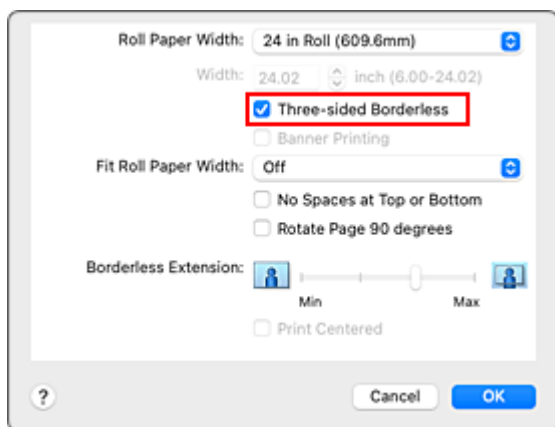 Roll Paper Width: 24 in Roll (609.6mm)
Width: 24.02 inch (6.00-24.02)
Three-sided Borderless
Banner Printing
Fit Roll Paper Width: Off
No Spaces at Top or Bottom
Rotate Page 90 degrees
Borderless Extension:
Min Max
Print Centered
? Cancel OK